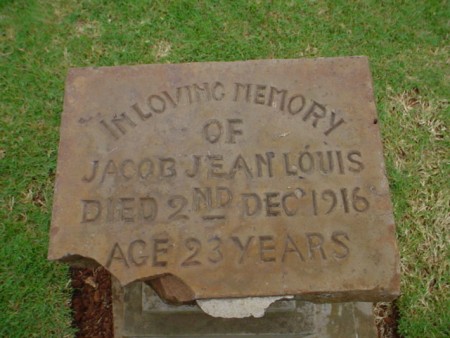 IN LOVING MEMORY
OF
JACOB JEAN LOUIS
DIED 2ND DEC 1916
AGE 23 YEARS